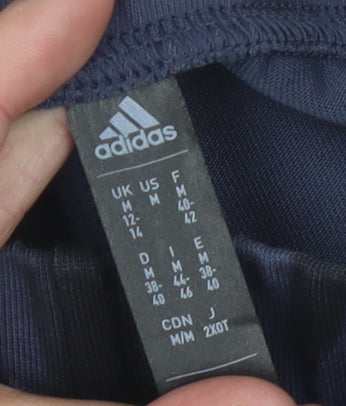 adidas
UK US F
M M M
12- 40-
14 42
D I E
M M M
38- 44- 38-
40 46 40
CDN J
M/M 2XOT